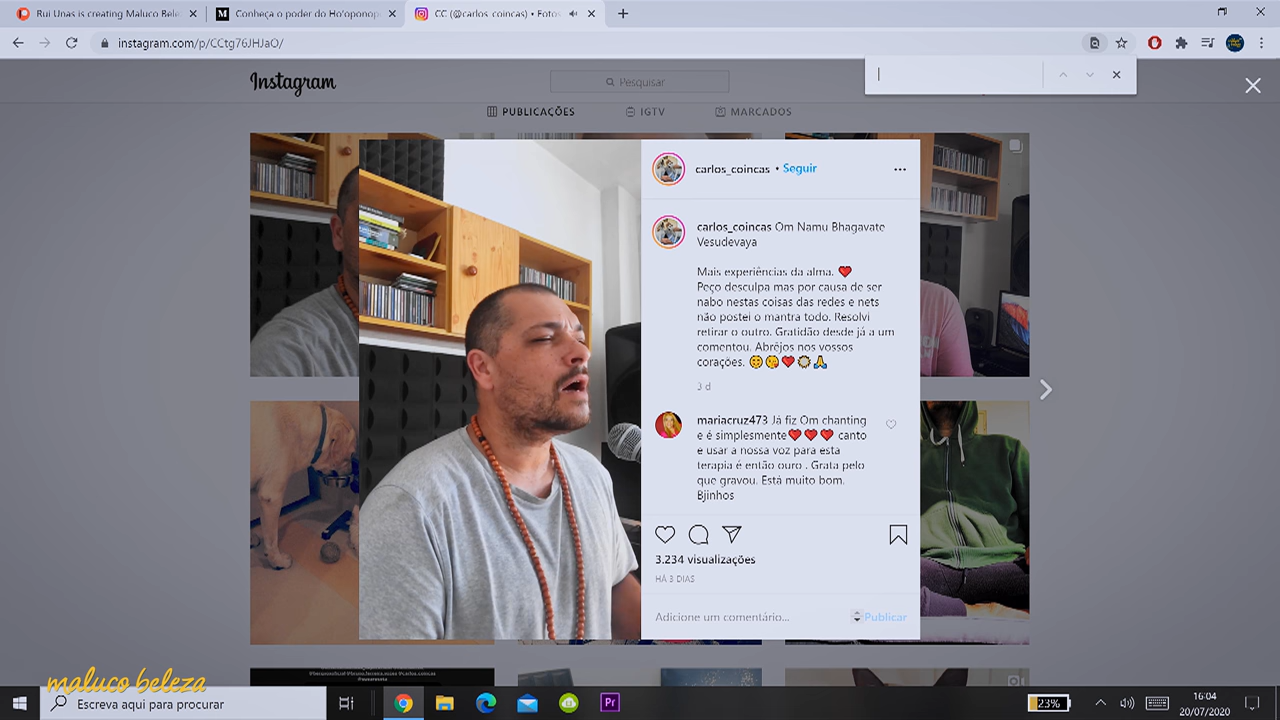 Rui Unas is creating Maluco Bele
Conheça o poder do Ho'oponop
CC (@carlos_coincas) • Fotos
instagram.com/p/CCtg76JHJaO/
Instagram
Pesquisar
PUBLICAÇÕES
IGTV
MARCADOS
carlos_coincas • Seguir
carlos_coincas Om Namu Bhagavate
Vesudevaya
Mais experiências da alma. ❤️
Peço desculpa mas por causa de ser
nabo nestas coisas das redes e nets
não postei o mantra todo. Resolvi
retirar o outro. Gratidão desde já a um
comentou. Abrêjos nos vossos
corações.
3 d
mariacruz473 Já fiz Om chanting
e é simplesmente❤️❤️❤️ canto
e usar a nossa voz para esta
terapia é então ouro . Grata pelo
que gravou. Está muito bom.
Bjinhos
3.234 visualizações
HÁ 3 DIAS
Adicione um comentário...
Publicar
maluco beleza
Escreva aqui para procurar
Pr
23%
16:04
20/07/2020